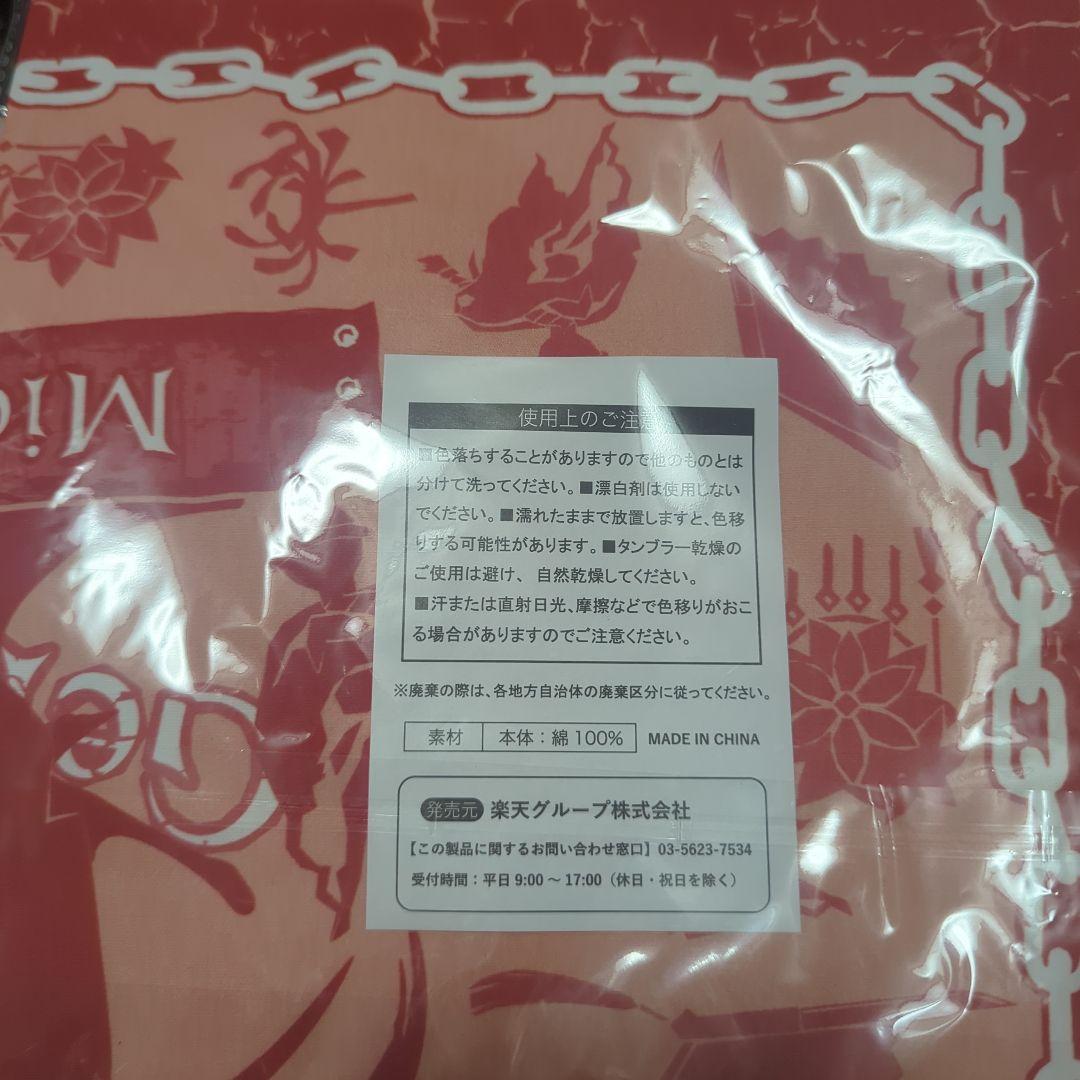 Mi
使用上のご注意
■色落ちすることがありますので他のものとは
分けて洗ってください。■漂白剤は使用しない
でください。■濡れたままで放置しますと、色移
りする可能性があります。■タンブラー乾燥の
ご使用は避け、自然乾燥してください。
■汗または直射日光、摩擦などで色移りがおこ
る場合がありますのでご注意ください。
※廃棄の際は、各地方自治体の廃棄区分に従ってください。
素材 本体：綿100% MADE IN CHINA
発売元 楽天グループ株式会社
【この製品に関するお問い合わせ窓口】03-5623-7534
受付時間：平日 9:00～17:00（休日・祝日を除く）